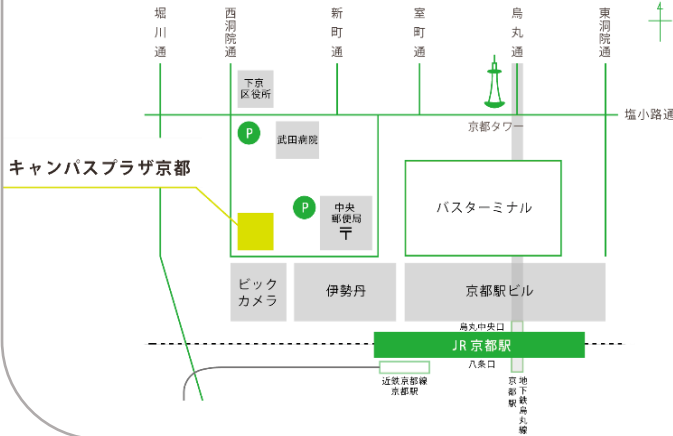 堀川通
西洞院通
新町通
室町通
烏丸通
東洞院通
4
下京
区役所
塩小路通
京都タワー
P
武田病院
キャンパスプラザ京都
P
中央
郵便局
〒
バスターミナル
ビック
カメラ
伊勢丹
京都駅ビル
烏丸中央口
JR 京都駅
八条口
近鉄京都線
京都駅
地下鉄烏丸線
京都駅